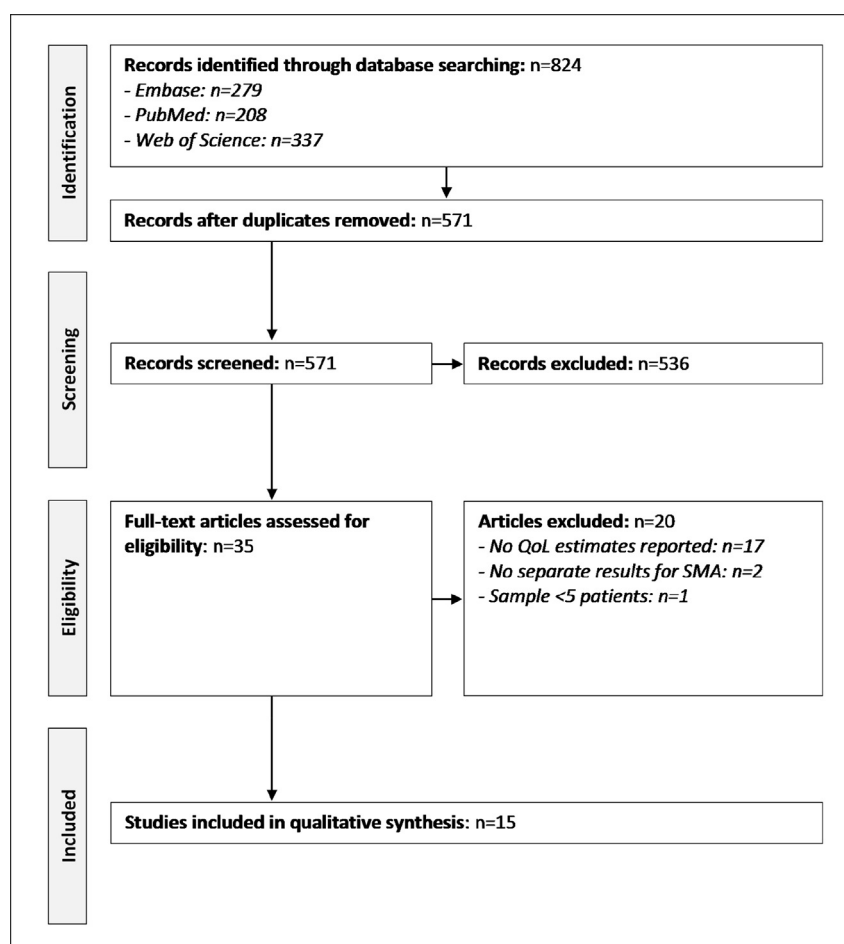 Identification
Records identified through database searching: n=824
- Embase: n=279
- PubMed: n=208
- Web of Science: n=337
Records after duplicates removed: n=571
Screening
Records screened: n=571
Records excluded: n=536
Eligibility
Full-text articles assessed for
eligibility: n=35
Articles excluded: n=20
- No QoL estimates reported: n=17
- No separate results for SMA: n=2
- Sample <5 patients: n=1
Included
Studies included in qualitative synthesis: n=15